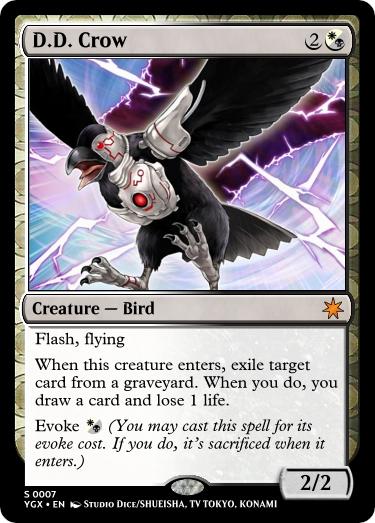 D.D. Crow 2
Creature — Bird
Flash, flying
When this creature enters, exile target
card from a graveyard. When you do, you
draw a card and lose 1 life.
Evoke (You may cast this spell for its
evoke cost. If you do, it's sacrificed when it
enters.)
2/2
S 0007
YGX • EN STUDIO DICE/SHUEISHA, TV TOKYO, KONAMI